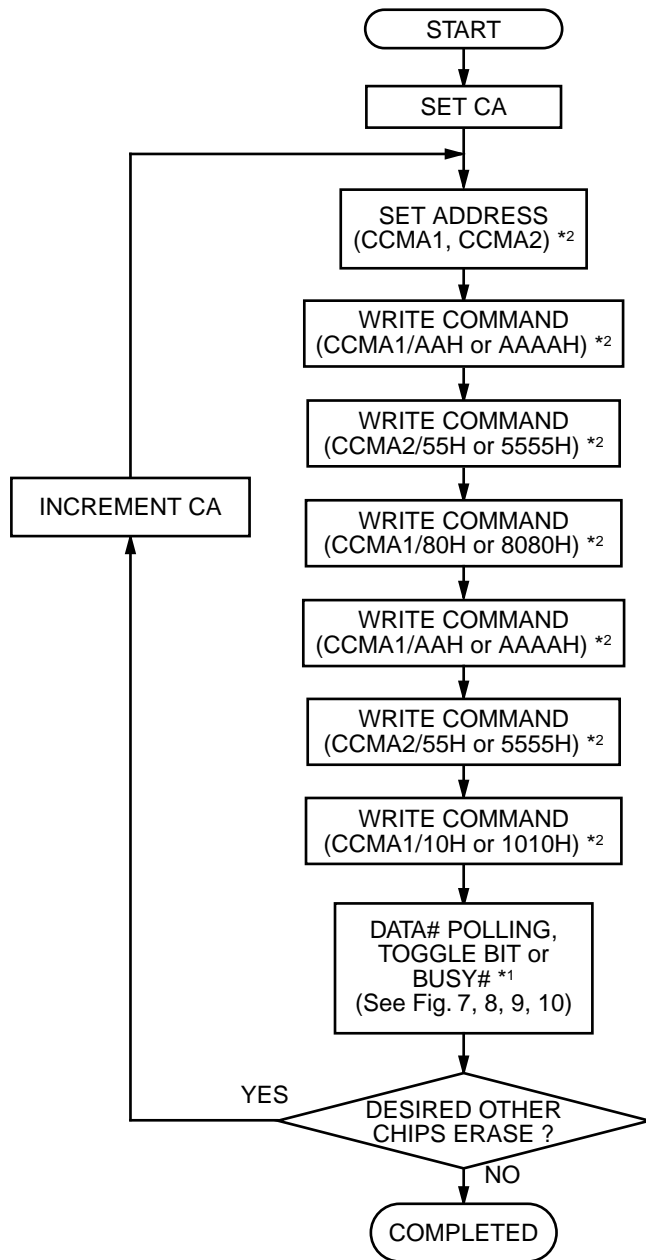 START
SET CA
SET ADDRESS
(CCMA1, CCMA2) *2
WRITE COMMAND
(CCMA1/AAH or AAAAH) *2
WRITE COMMAND
(CCMA2/55H or 5555H) *2
INCREMENT CA
WRITE COMMAND
(CCMA1/80H or 8080H) *2
WRITE COMMAND
(CCMA1/AAH or AAAAH) *2
WRITE COMMAND
(CCMA2/55H or 5555H) *2
WRITE COMMAND
(CCMA1/10H or 1010H) *2
DATA# POLLING,
TOGGLE BIT or
BUSY# *1
(See Fig. 7, 8, 9, 10)
YES
DESIRED OTHER
CHIPS ERASE ?
NO
COMPLETED